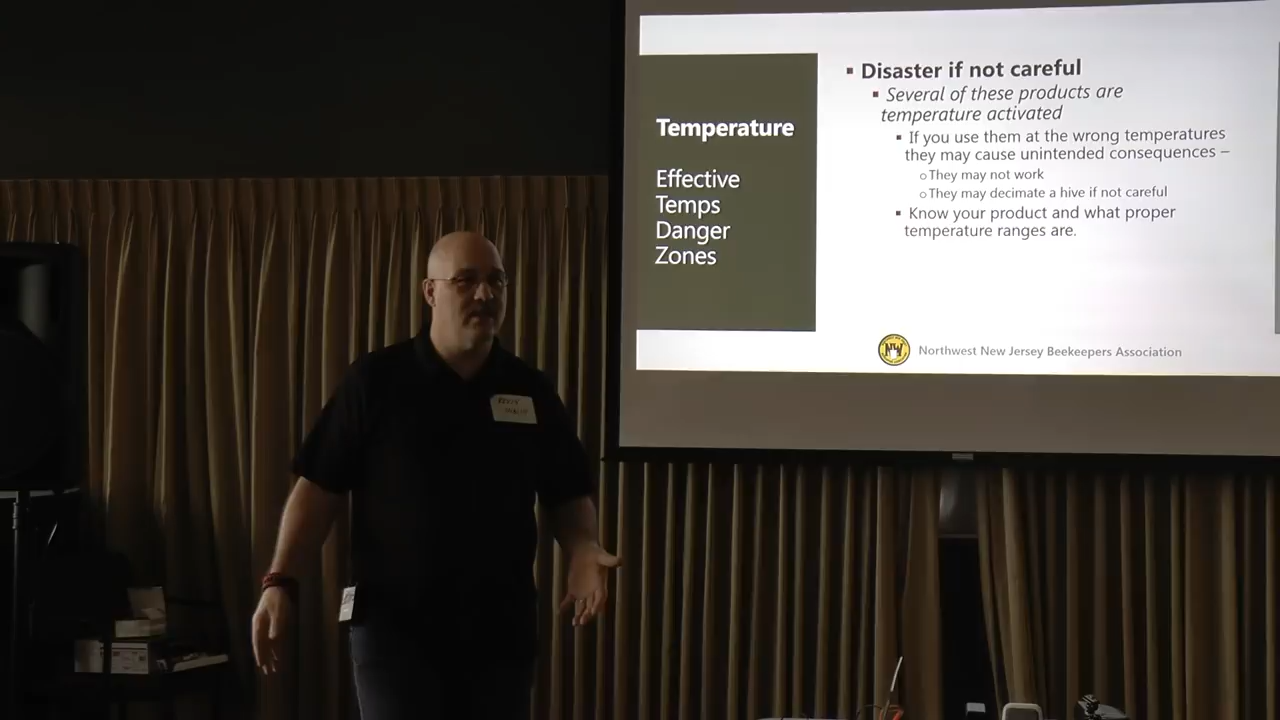 Temperature
Effective
Temps
Danger
Zones
▪ Disaster if not careful
▪ Several of these products are
temperature activated
▪ If you use them at the wrong temperatures
they may cause unintended consequences –
o They may not work
o They may decimate a hive if not careful
▪ Know your product and what proper
temperature ranges are.
NW
Northwest New Jersey Beekeepers Association